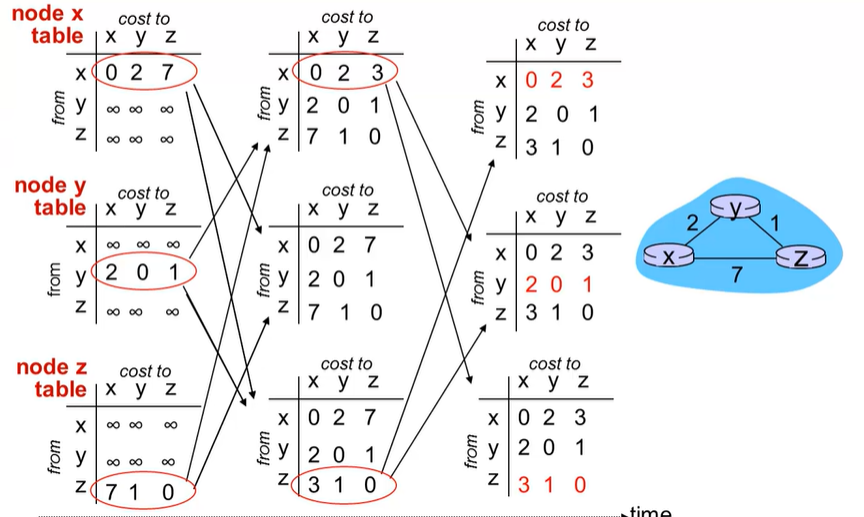 node x table
cost to
x y z
from
x 0 2 7
y ∞ ∞ ∞
z ∞ ∞ ∞
cost to
x y z
from
x 0 2 3
y 2 0 1
z 7 1 0
cost to
x y z
from
x 0 2 3
y 2 0 1
z 3 1 0
node y table
cost to
x y z
from
x ∞ ∞ ∞
y 2 0 1
z ∞ ∞ ∞
cost to
x y z
from
x 0 2 7
y 2 0 1
z 7 1 0
cost to
x y z
from
x 0 2 3
y 2 0 1
z 3 1 0
node z table
cost to
x y z
from
x ∞ ∞ ∞
y ∞ ∞ ∞
z 7 1 0
cost to
x y z
from
x 0 2 7
y 2 0 1
z 3 1 0
cost to
x y z
from
x 0 2 3
y 2 0 1
z 3 1 0
y
2 1
x z
7
time